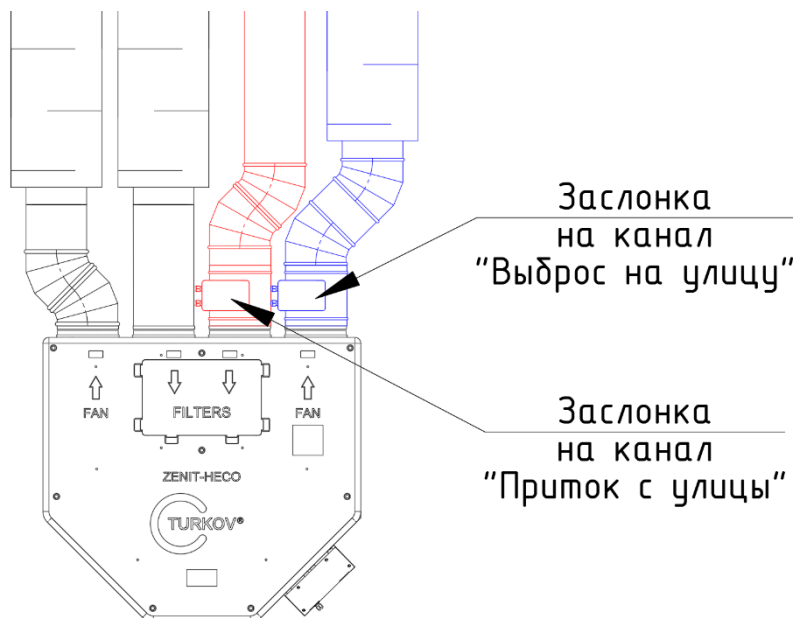 Заслонка
на канал
"Выброс на улицу"
Заслонка
на канал
"Приток с улицы"
FAN
FILTERS
FAN
ZENIT-HECO
TURKOV®